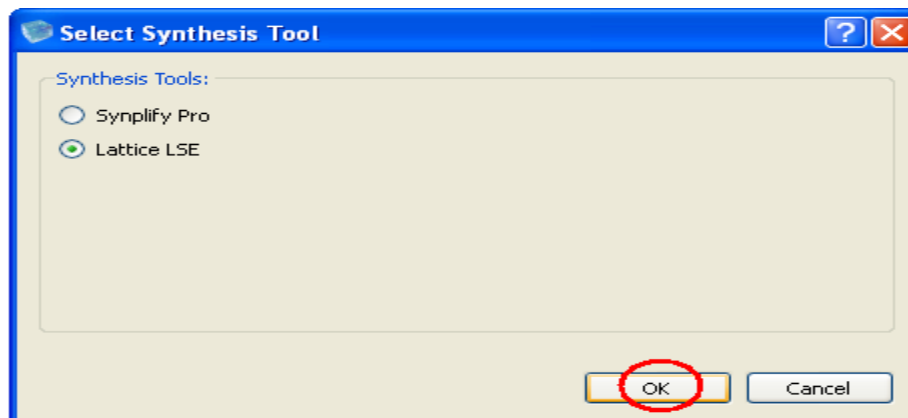 Select Synthesis Tool
?
Synthesis Tools:
Synplify Pro
Lattice LSE
OK Cancel